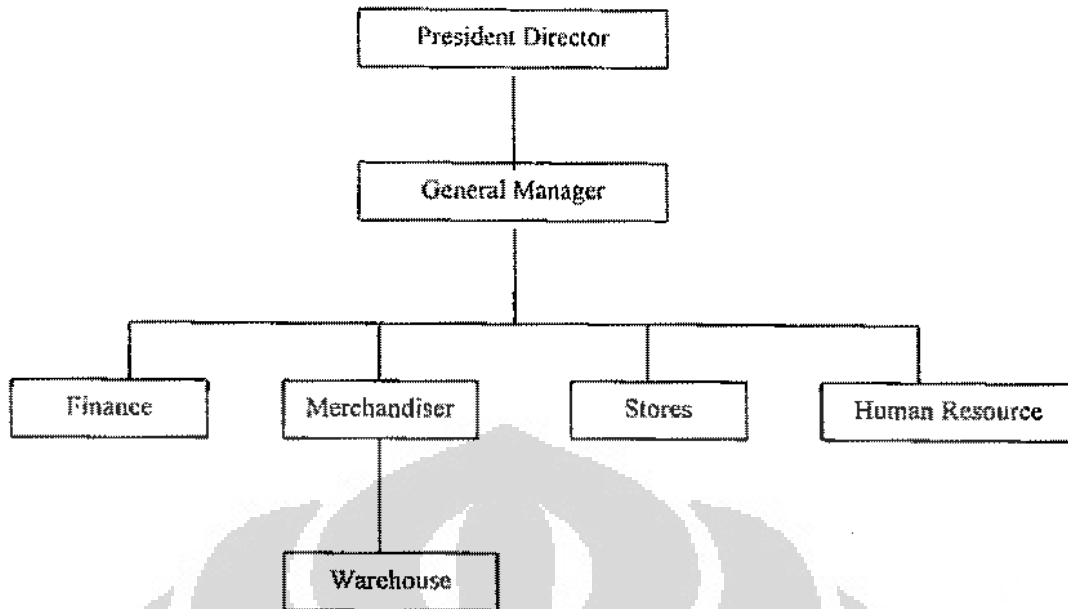 President Director
General Manager
Finance
Merchandiser
Stores
Human Resource
Warehouse